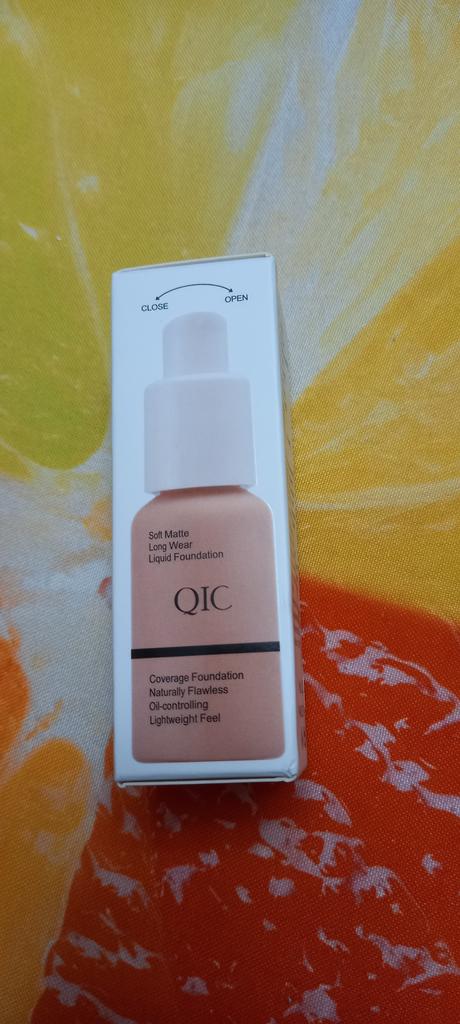 CLOSE OPEN
Soft Matte
Long Wear
Liquid Foundation
QIC
Coverage Foundation
Naturally Flawless
Oil-controlling
Lightweight Feel